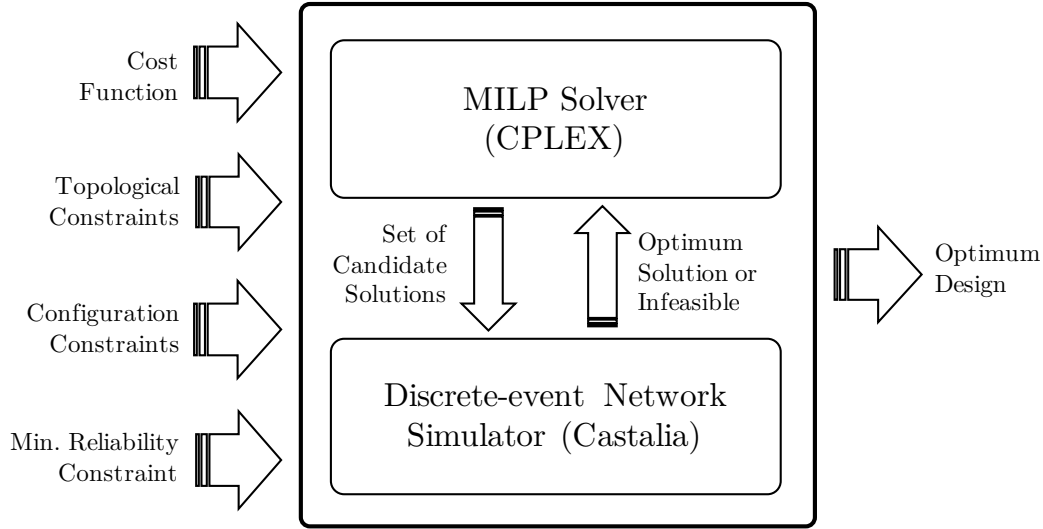 Cost
Function
Topological
Constraints
Configuration
Constraints
Min. Reliability
Constraint
MILP Solver
(CPLEX)
Set of
Candidate
Solutions
Optimum
Solution or
Infeasible
Discrete-event Network
Simulator (Castalia)
Optimum
Design